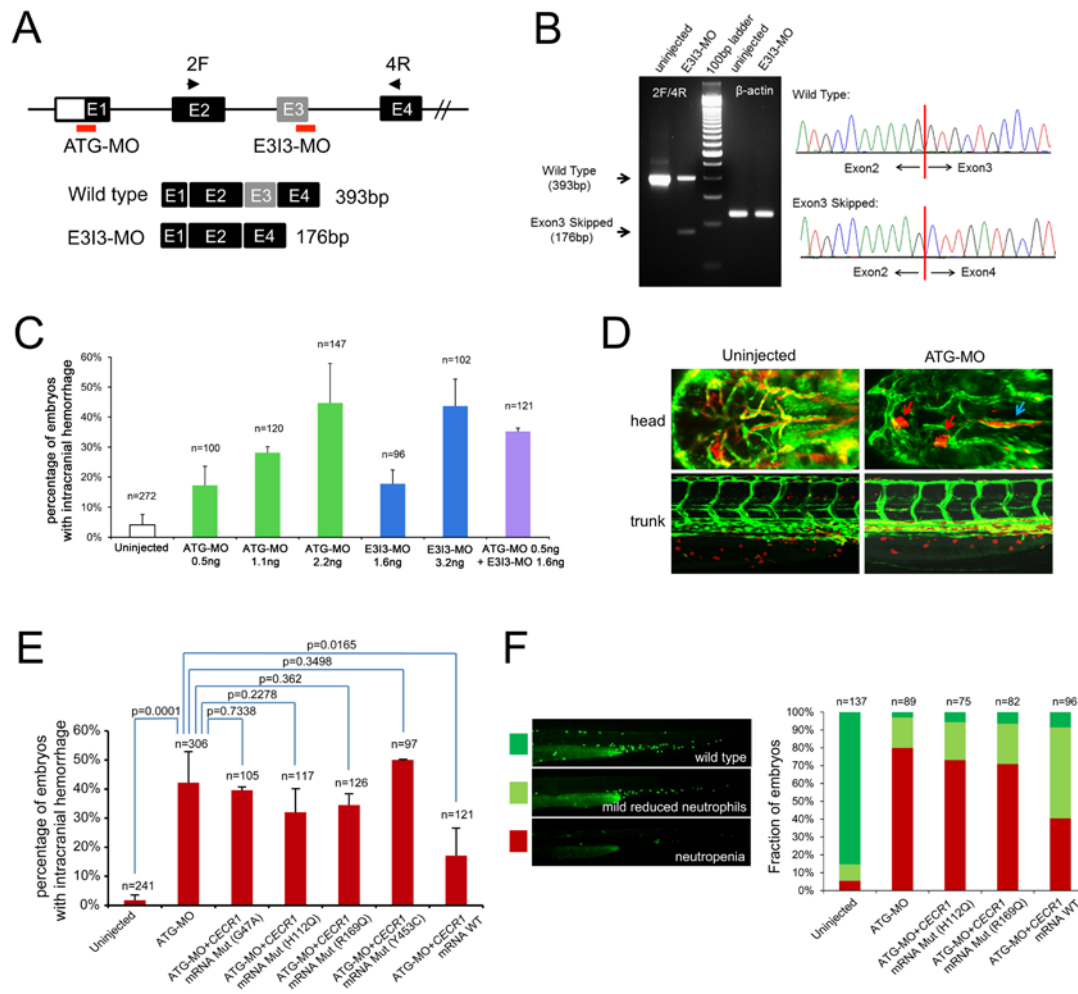 A
2F
4R
E1
E2
E3
E4
ATG-MO
E3I3-MO
Wild type
E1
E2
E3
E4
393bp
E3I3-MO
E1
E2
E4
176bp
B
uninjected
E3I3-MO
100bp ladder
uninjected
E3I3-MO
2F/4R
β-actin
Wild Type
(393bp)
Exon3 Skipped
(176bp)
Wild Type:
Exon2
Exon3
Exon3 Skipped:
Exon2
Exon4
C
percentage of embryos
with intracranial hemorrhage
60%
50%
40%
30%
20%
10%
0%
n=272
n=100
n=120
n=147
n=96
n=102
n=121
Uninjected
ATG-MO
0.5ng
ATG-MO
1.1ng
ATG-MO
2.2ng
E3I3-MO
1.6ng
E3I3-MO
3.2ng
ATG-MO 0.5ng
+ E3I3-MO 1.6ng
D
Uninjected
ATG-MO
head
trunk
E
percentage of embryos
with intracranial hemorrhage
p=0.0165
p=0.3498
p=0.362
p=0.2278
p=0.0001
p=0.7338
60%
50%
40%
30%
20%
10%
0%
n=241
n=306
n=105
n=117
n=126
n=97
n=121
Uninjected
ATG-MO
ATG-MO+CECR1
mRNA Mut (G47A)
ATG-MO+CECR1
mRNA Mut (H112Q)
ATG-MO+CECR1
mRNA Mut (R169Q)
ATG-MO+CECR1
mRNA Mut (Y453C)
ATG-MO+CECR1
mRNA WT
F
wild type
mild reduced neutrophils
neutropenia
Fraction of embryos
100%
90%
80%
70%
60%
50%
40%
30%
20%
10%
0%
n=137
n=89
n=75
n=82
n=96
Uninjected
ATG-MO
ATG-MO+CECR1
mRNA Mut (H112Q)
ATG-MO+CECR1
mRNA Mut (R169Q)
ATG-MO+CECR1
mRNA WT